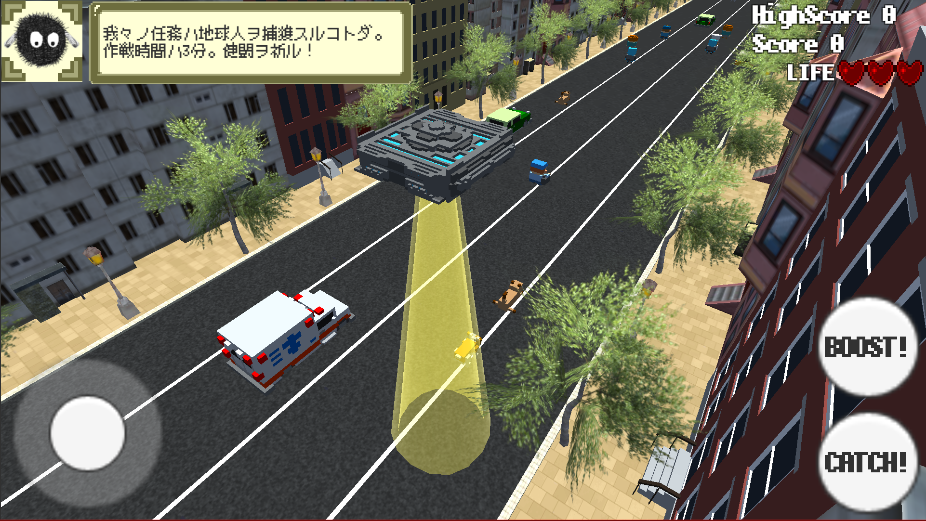 我々ノ任務ハ地球人ヲ捕獲スルコトダ。
作戦時間ハ3分。健闘ヲ祈ル！
HighScore 0
Score 0
LIFE
BOOST!
CATCH!